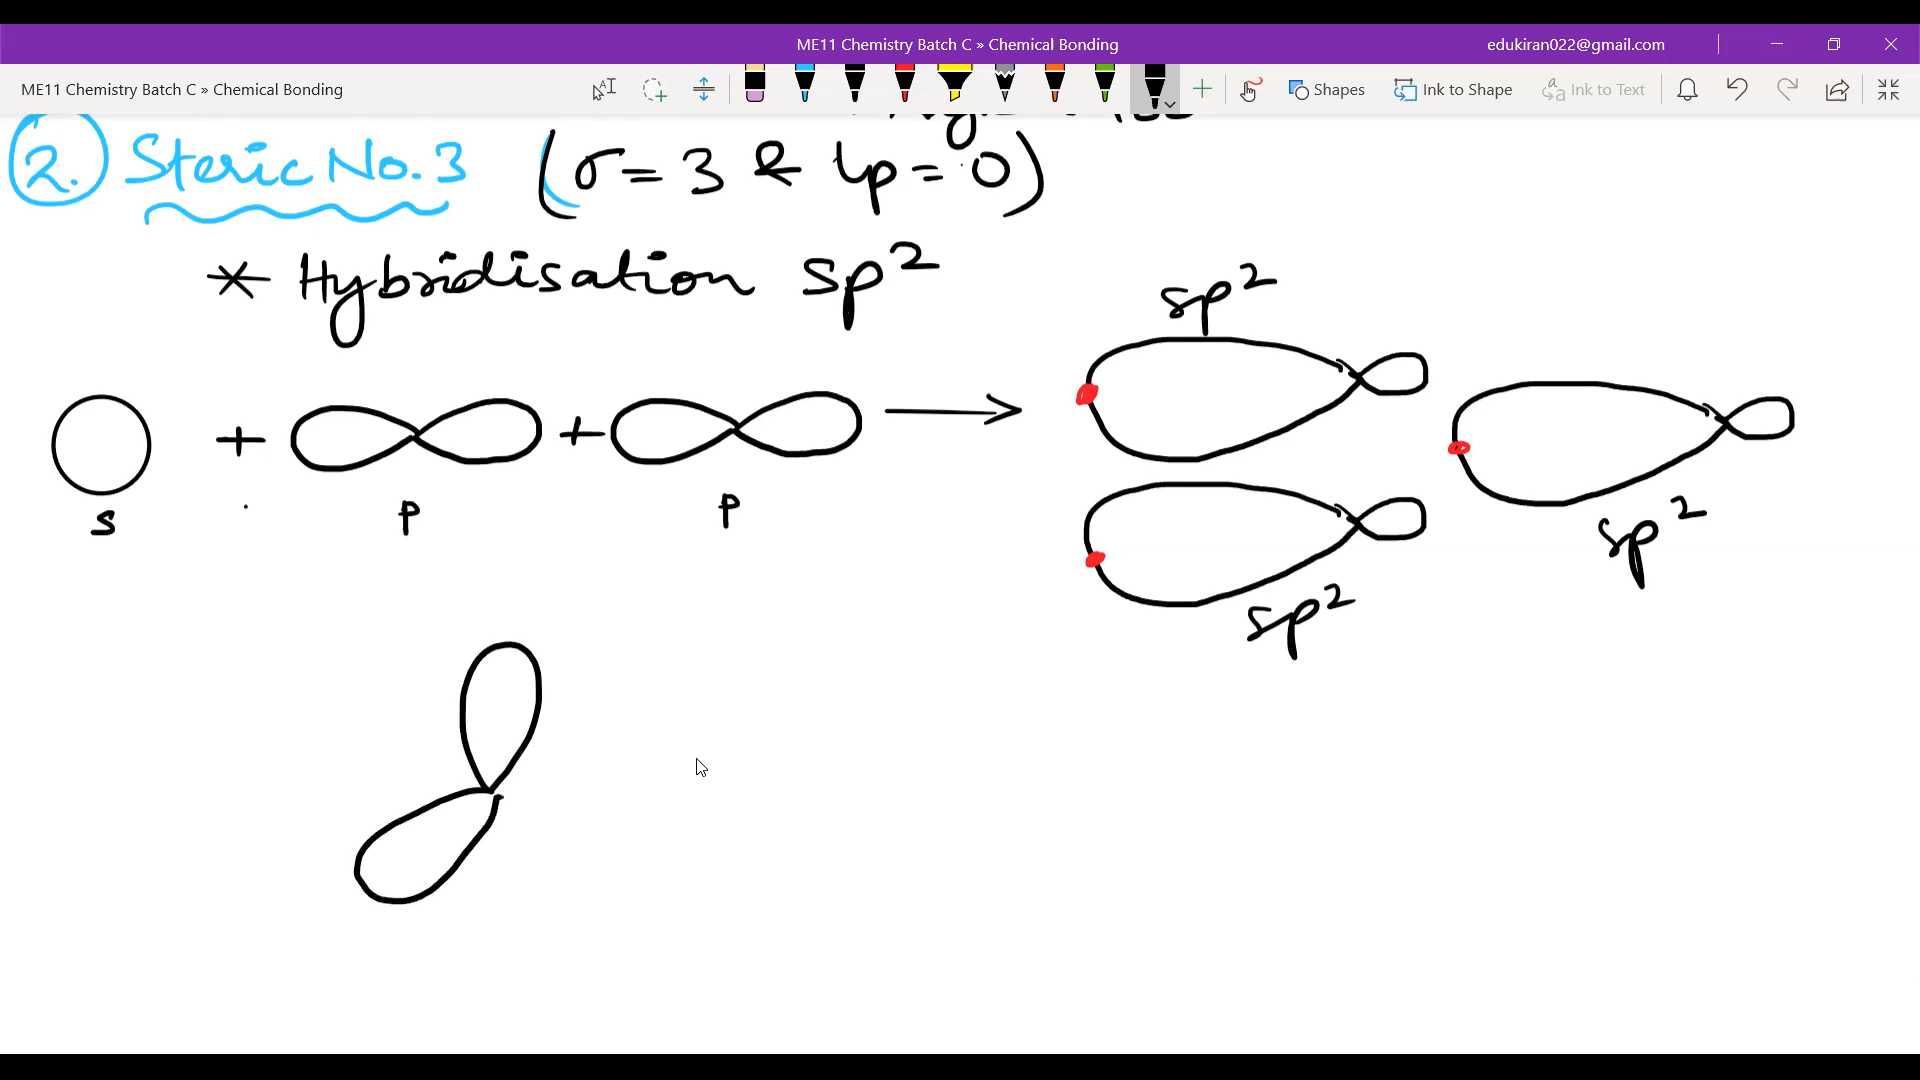 ME11 Chemistry Batch C » Chemical Bonding
edukiran022@gmail.com
ME11 Chemistry Batch C » Chemical Bonding
Shapes
Ink to Shape
Ink to Text
2. Steric No. 3 (σ = 3 & lp = 0)
* Hybridisation sp²
sp²
s + p + p → sp²
sp²